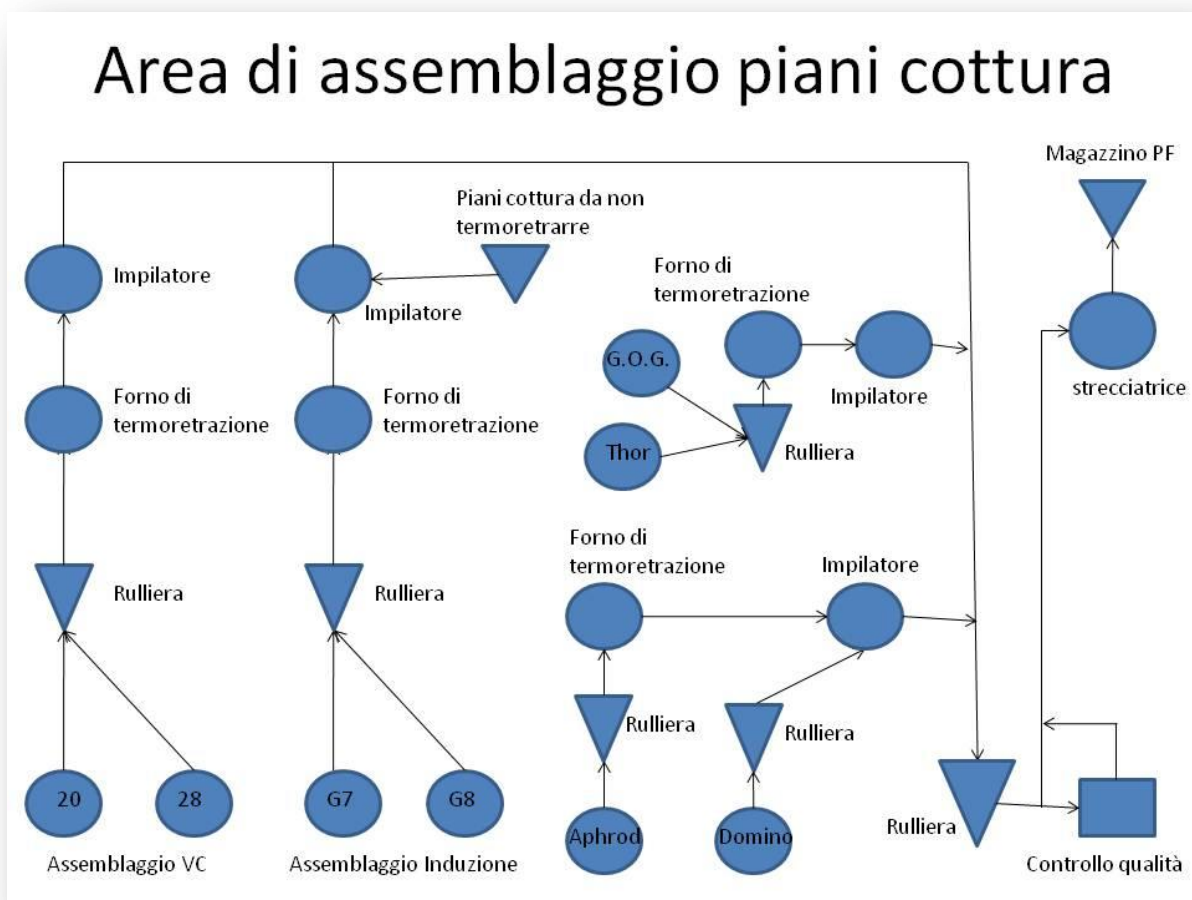 Area di assemblaggio piani cottura
Magazzino PF
Piani cottura da non
termoretrarre
Impilatore
Impilatore
Forno di
termoretrazione
G.O.G.
Impilatore
strecciatrice
Forno di
termoretrazione
Forno di
termoretrazione
Thor
Rulliera
Forno di
termoretrazione
Impilatore
Rulliera
Rulliera
Rulliera
Rulliera
20
28
G7
G8
Aphrod
Domino
Rulliera
Assemblaggio VC
Assemblaggio Induzione
Controllo qualità